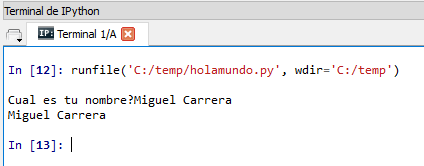 Terminal de IPython
IP: Terminal 1/A
In [12]: runfile('C:/temp/holamundo.py', wdir='C:/temp')
Cual es tu nombre?Miguel Carrera
Miguel Carrera
In [13]: